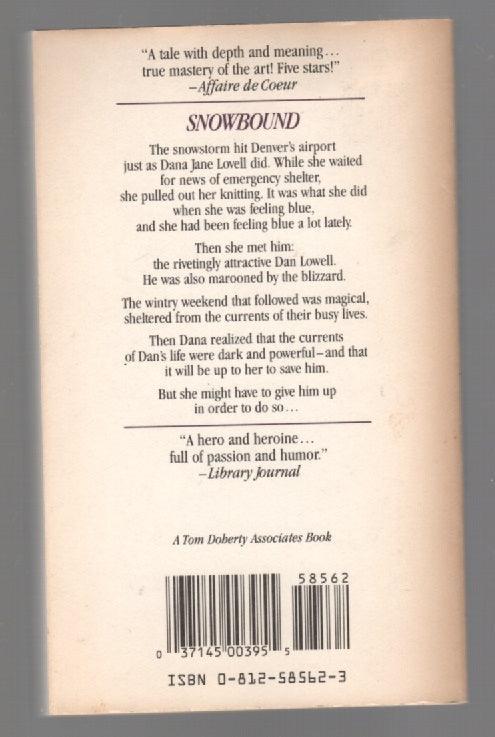 “A tale with depth and meaning...
true mastery of the art! Five stars!”
–Affaire de Coeur
SNOWBOUND
The snowstorm hit Denver's airport
just as Dana Jane Lovell did. While she waited
for news of emergency shelter,
she pulled out her knitting. It was what she did
when she was feeling blue,
and she had been feeling blue a lot lately.
Then she met him:
the rivetingly attractive Dan Lowell.
He was also marooned by the blizzard.
The wintry weekend that followed was magical,
sheltered from the currents of their busy lives.
Then Dana realized that the currents
of Dan's life were dark and powerful–and that
it will be up to her to save him.
But she might have to give him up
in order to do so...
“A hero and heroine...
full of passion and humor.”
–Library Journal
A Tom Doherty Associates Book
58562
0 37145 00395 5
ISBN 0-812-58562-3